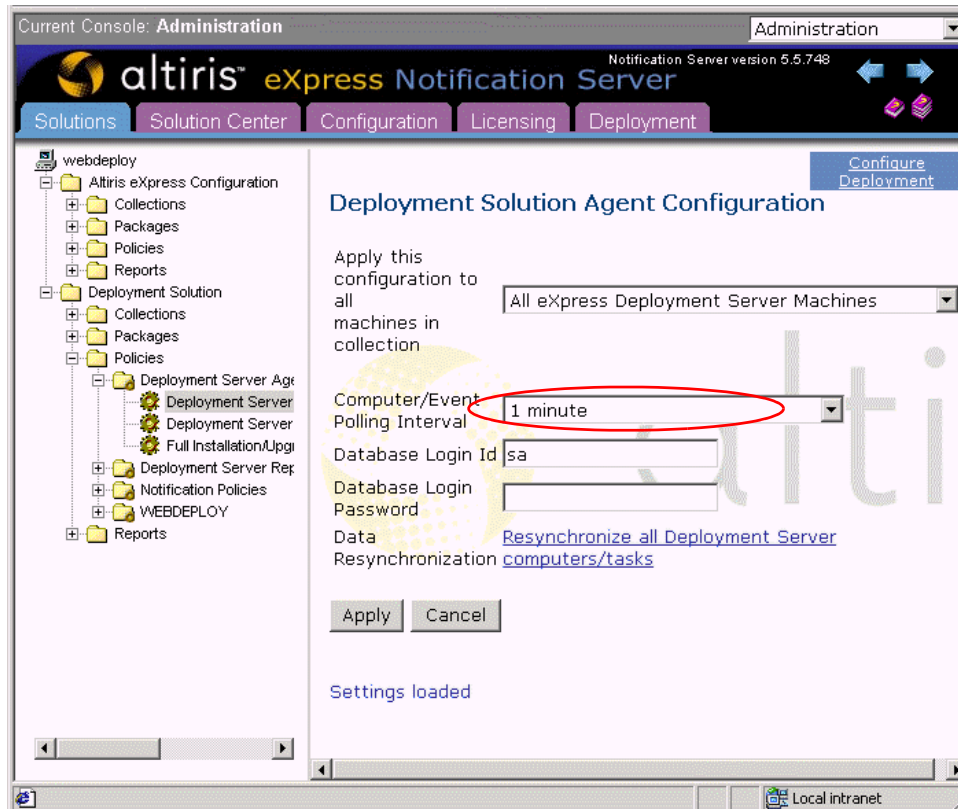 Current Console: Administration
Administration
Notification Server version 5.5.748
altiris™ eXpress Notification Server
Solutions
Solution Center
Configuration
Licensing
Deployment
webdeploy
Altiris eXpress Configuration
Collections
Packages
Policies
Reports
Deployment Solution
Collections
Packages
Policies
Deployment Server Age
Deployment Server
Deployment Server
Full Installation/Upgr
Deployment Server Rep
Notification Policies
WEBDEPLOY
Reports
Configure
Deployment
Deployment Solution Agent Configuration
Apply this
configuration to
all
machines in
collection
All eXpress Deployment Server Machines
Computer/Event
Polling Interval
1 minute
Database Login Id
sa
Database Login
Password
Data
Resynchronization
Resynchronize all Deployment Server
computers/tasks
Apply
Cancel
Settings loaded
alti
Local intranet